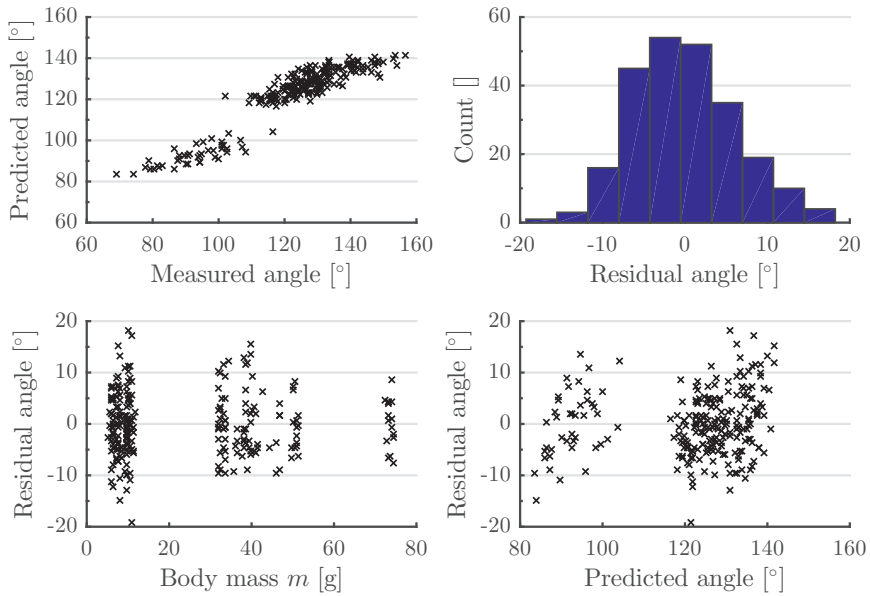 160
140
120
100
80
60
Predicted angle [°]
60 80 100 120 140 160
Measured angle [°]
60
40
20
0
Count []
-20 -10 0 10 20
Residual angle [°]
20
10
0
-10
-20
Residual angle [°]
0 20 40 60 80
Body mass m [g]
20
10
0
-10
-20
Residual angle [°]
80 100 120 140 160
Predicted angle [°]